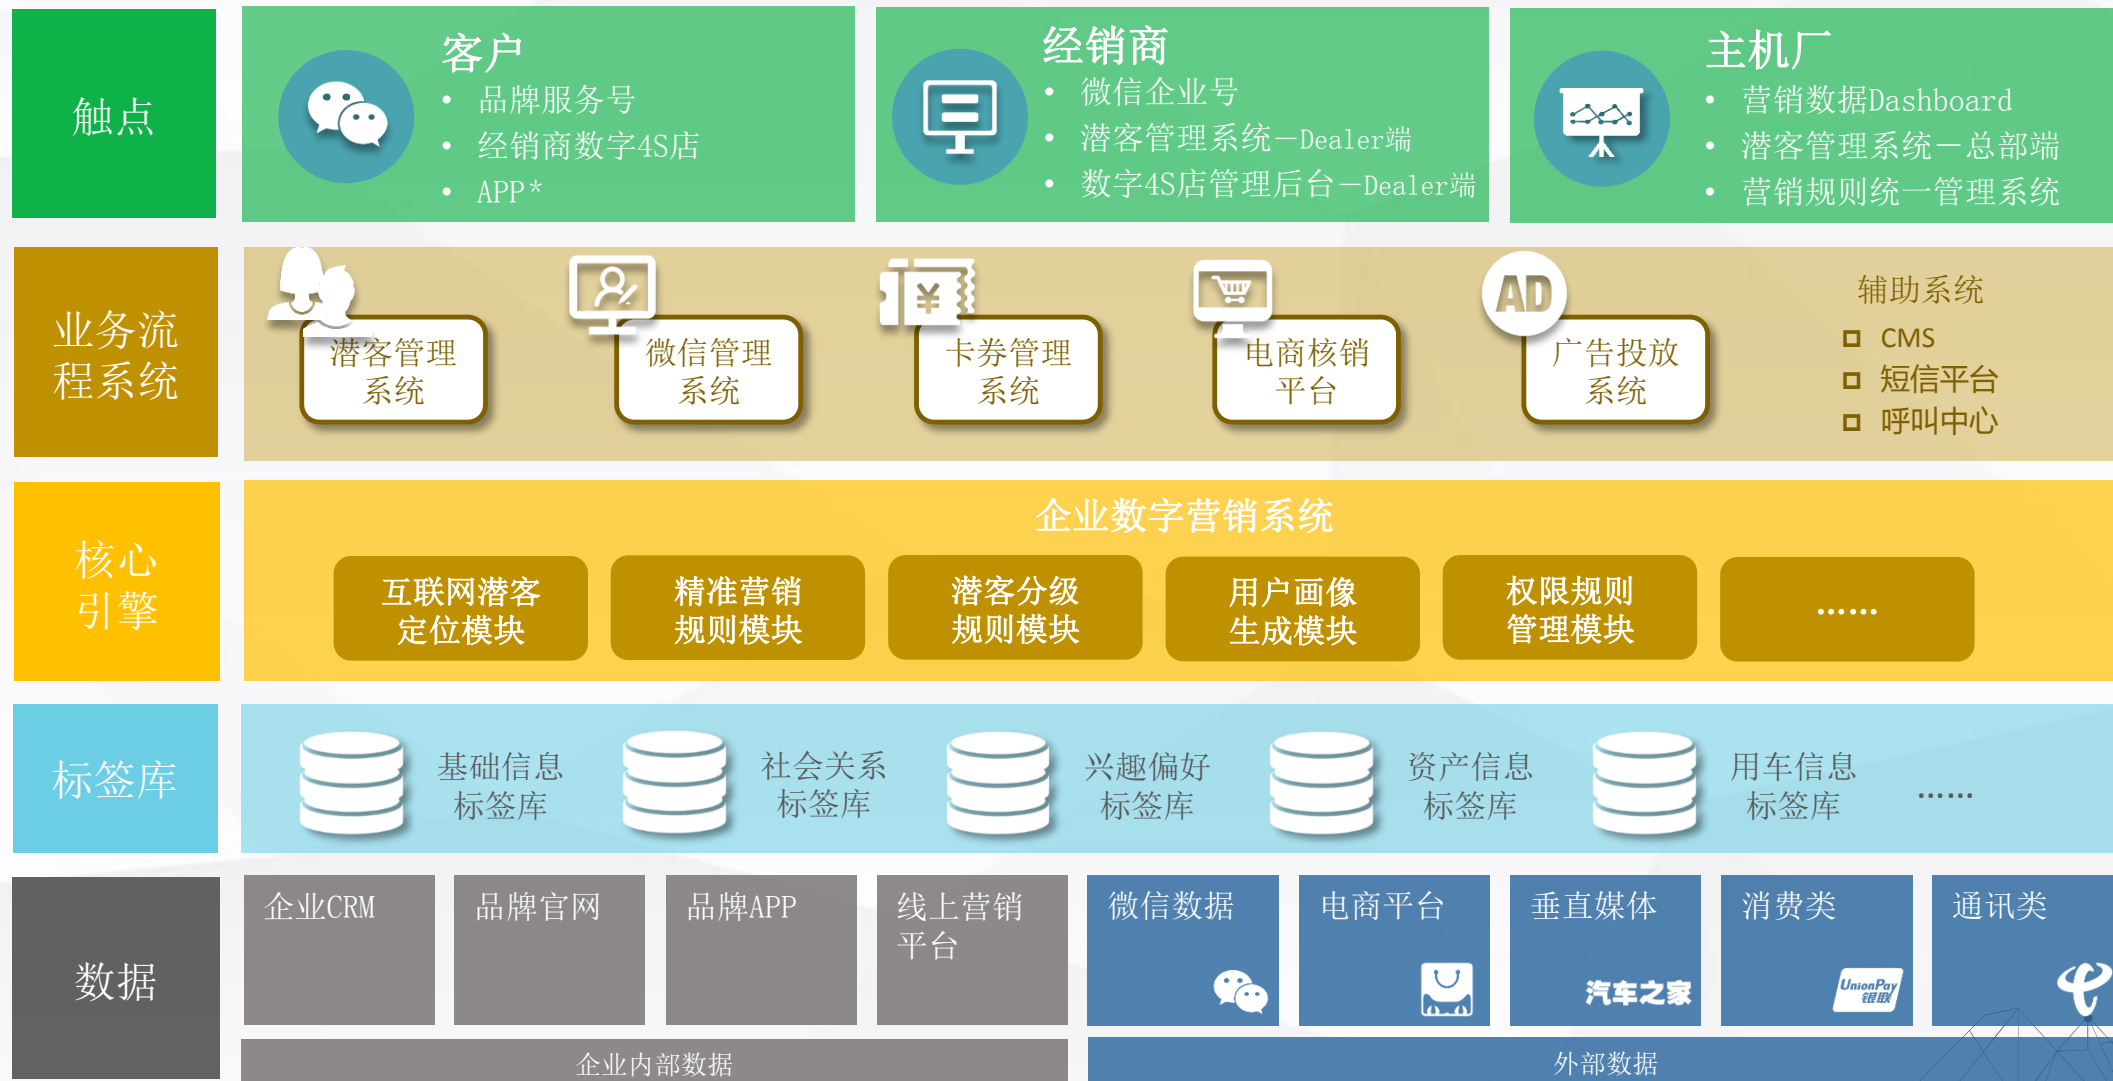 触点
客户
• 品牌服务号
• 经销商数字4S店
• APP*
经销商
• 微信企业号
• 潜客管理系统—Dealer端
• 数字4S店管理后台—Dealer端
主机厂
• 营销数据Dashboard
• 潜客管理系统—总部端
• 营销规则统一管理系统
业务流
程系统
潜客管理
系统
微信管理
系统
¥
卡券管理
系统
电商核销
平台
AD
广告投放
系统
辅助系统
CMS
短信平台
呼叫中心
核心
引擎
企业数字营销系统
互联网潜客
定位模块
精准营销
规则模块
潜客分级
规则模块
用户画像
生成模块
权限规则
管理模块
……
标签库
基础信息
标签库
社会关系
标签库
兴趣偏好
标签库
资产信息
标签库
用车信息
标签库
……
数据
企业CRM
品牌官网
品牌APP
线上营销
平台
微信数据
电商平台
垂直媒体
汽车之家
消费类
UnionPay
银联
通讯类
企业内部数据
外部数据